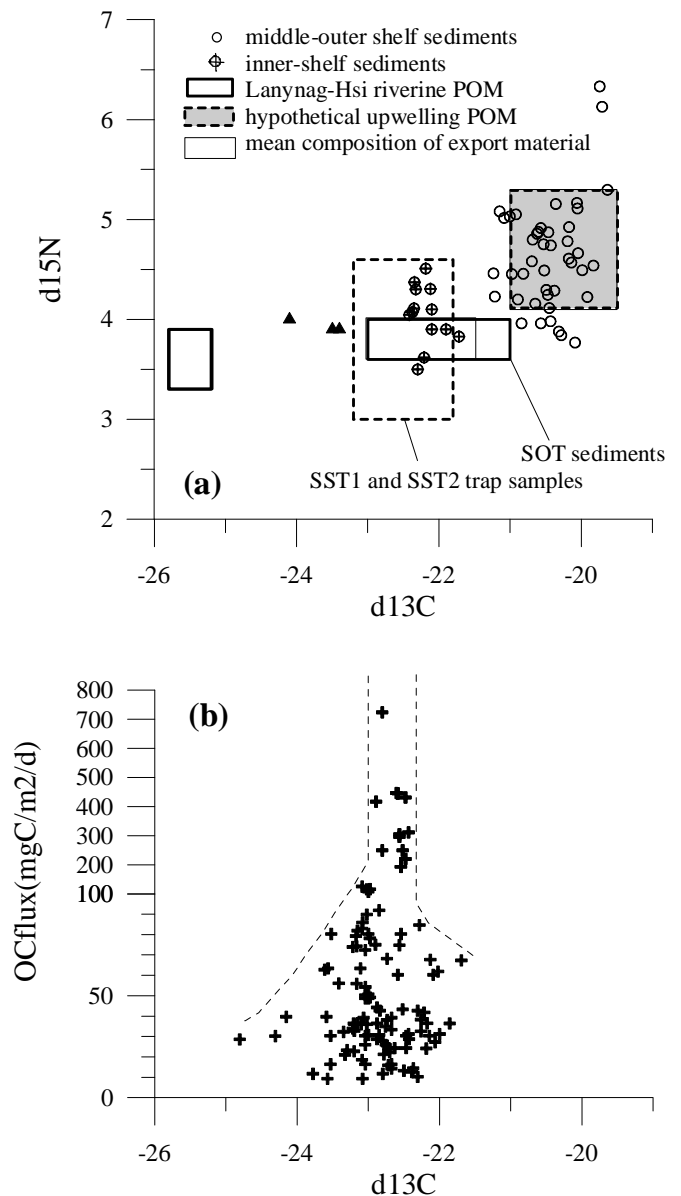 7
6
5
4
3
2
d15N
middle-outer shelf sediments
inner-shelf sediments
Lanynag-Hsi riverine POM
hypothetical upwelling POM
mean composition of export material
SOT sediments
SST1 and SST2 trap samples
(a)
-26 -24 -22 -20
d13C
800
700
600
500
400
300
200
100
50
0
OCflux(mgC/m2/d)
(b)
-26 -24 -22 -20
d13C